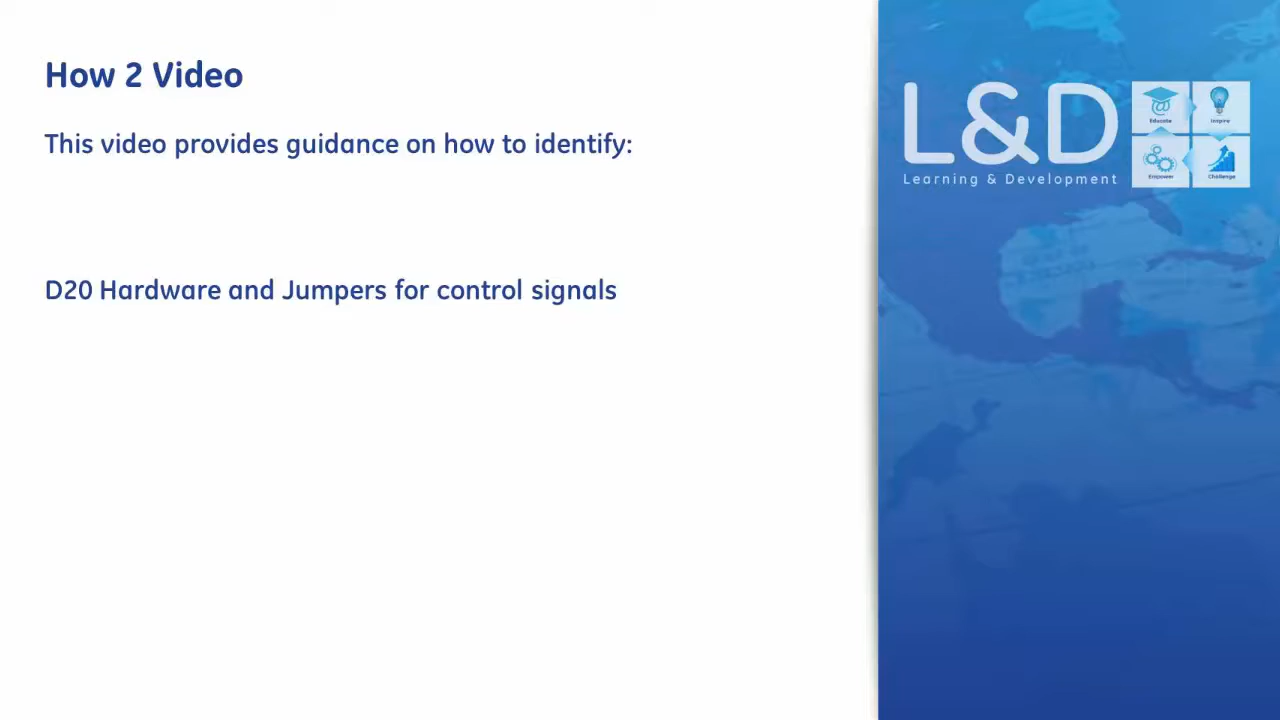 How 2 Video
This video provides guidance on how to identify:
D20 Hardware and Jumpers for control signals
L&D
Learning & Development
Educate
Inspire
Empower
Challenge